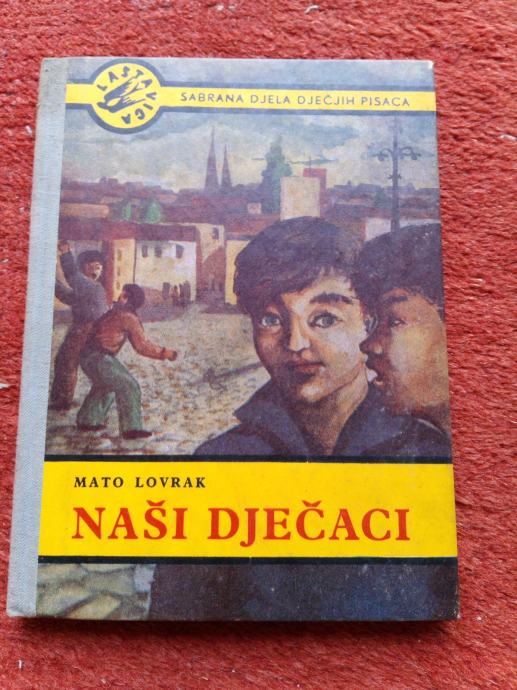 LASTAVICA
SABRANA DJELA DJEČJIH PISACA
MATO LOVRAK
NAŠI DJEČACI